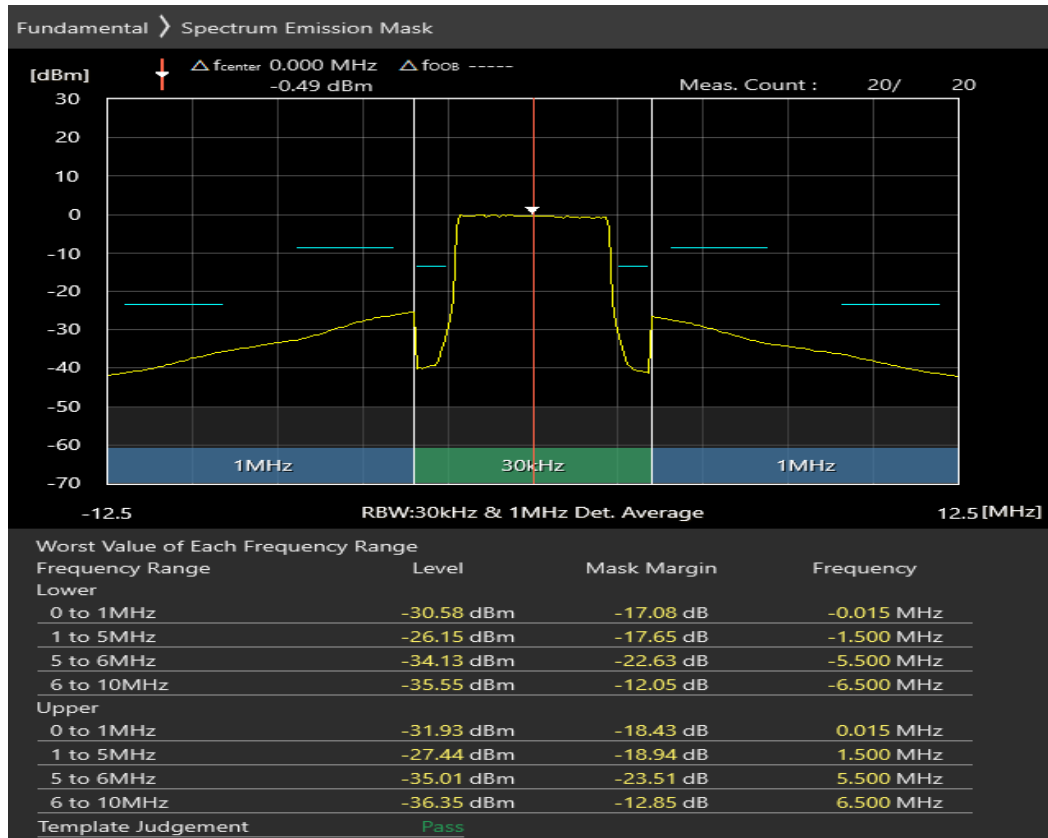 Fundamental ❯ Spectrum Emission Mask
[dBm] △ fcenter 0.000 MHz △ fOOB -----
-0.49 dBm Meas. Count : 20/ 20
30
20
10
0
-10
-20
-30
-40
-50
-60
-70
1MHz 30kHz 1MHz
-12.5 RBW:30kHz & 1MHz Det. Average 12.5 [MHz]
Worst Value of Each Frequency Range
Frequency Range Level Mask Margin Frequency
Lower
0 to 1MHz -30.58 dBm -17.08 dB -0.015 MHz
1 to 5MHz -26.15 dBm -17.65 dB -1.500 MHz
5 to 6MHz -34.13 dBm -22.63 dB -5.500 MHz
6 to 10MHz -35.55 dBm -12.05 dB -6.500 MHz
Upper
0 to 1MHz -31.93 dBm -18.43 dB 0.015 MHz
1 to 5MHz -27.44 dBm -18.94 dB 1.500 MHz
5 to 6MHz -35.01 dBm -23.51 dB 5.500 MHz
6 to 10MHz -36.35 dBm -12.85 dB 6.500 MHz
Template Judgement Pass